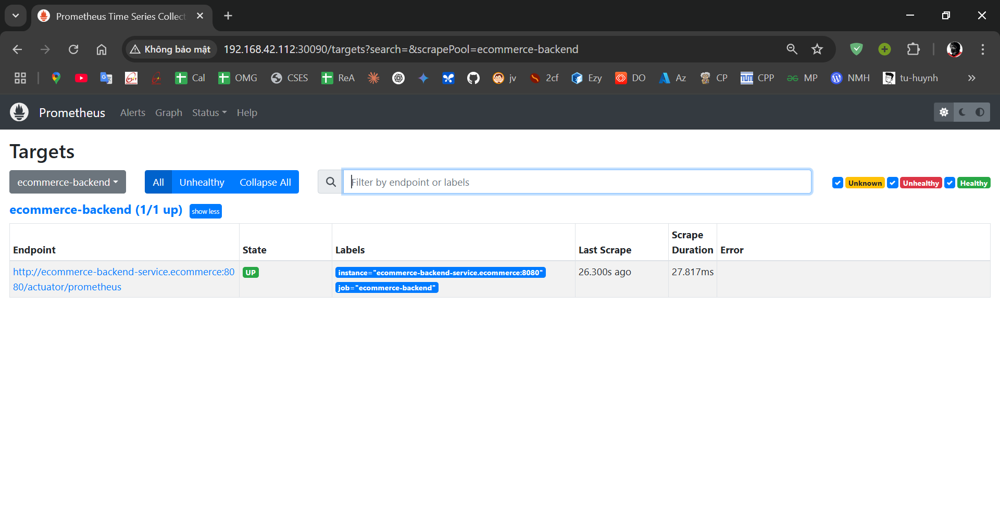 Prometheus Time Series Collect
Không bảo mật 192.168.42.112:30090/targets?search=&scrapePool=ecommerce-backend
Cal OMG CSES ReA jv 2cf Ezy DO Az CP CPP MP NMH tu-huynh
Prometheus Alerts Graph Status Help
Targets
ecommerce-backend All Unhealthy Collapse All Filter by endpoint or labels Unknown Unhealthy Healthy
ecommerce-backend (1/1 up) show less
Endpoint State Labels Last Scrape Scrape Duration Error
http://ecommerce-backend-service.ecommerce:80 UP instance="ecommerce-backend-service.ecommerce:8080" 26.300s ago 27.817ms
80/actuator/prometheus job="ecommerce-backend"